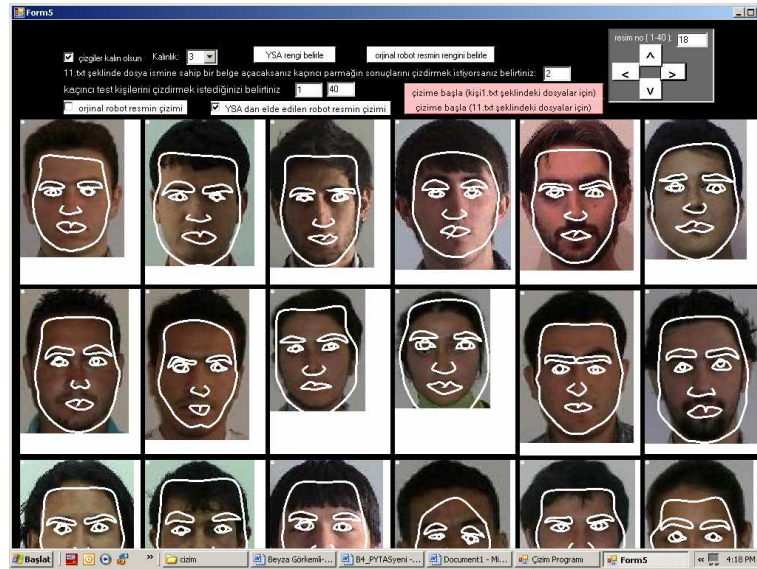 Form5
çizgiler kalın olsun Kalınlık: 3 YSA rengi belirle orjinal robot resmin rengini belirle
resim no ( 1-40 ): 18
11.txt şeklinde dosya ismine sahip bir belge açacaksanız kaçıncı parmağın sonuçlarını çizdirmek istiyorsanız belirtiniz: 2
kaçıncı test kişilerini çizdirmek istediğinizi belirtiniz 1 40
çizime başla (kişi1.txt şeklindeki dosyalar için)
orjinal robot resmin çizimi YSA dan elde edilen robot resmin çizimi
çizime başla (11.txt şeklindeki dosyalar için)
Başlat » cizim Beyza Görkemli-... B4_PYTASyeni -... Document1 - Mi... Çizim Programı Form5 « 4:18 PM